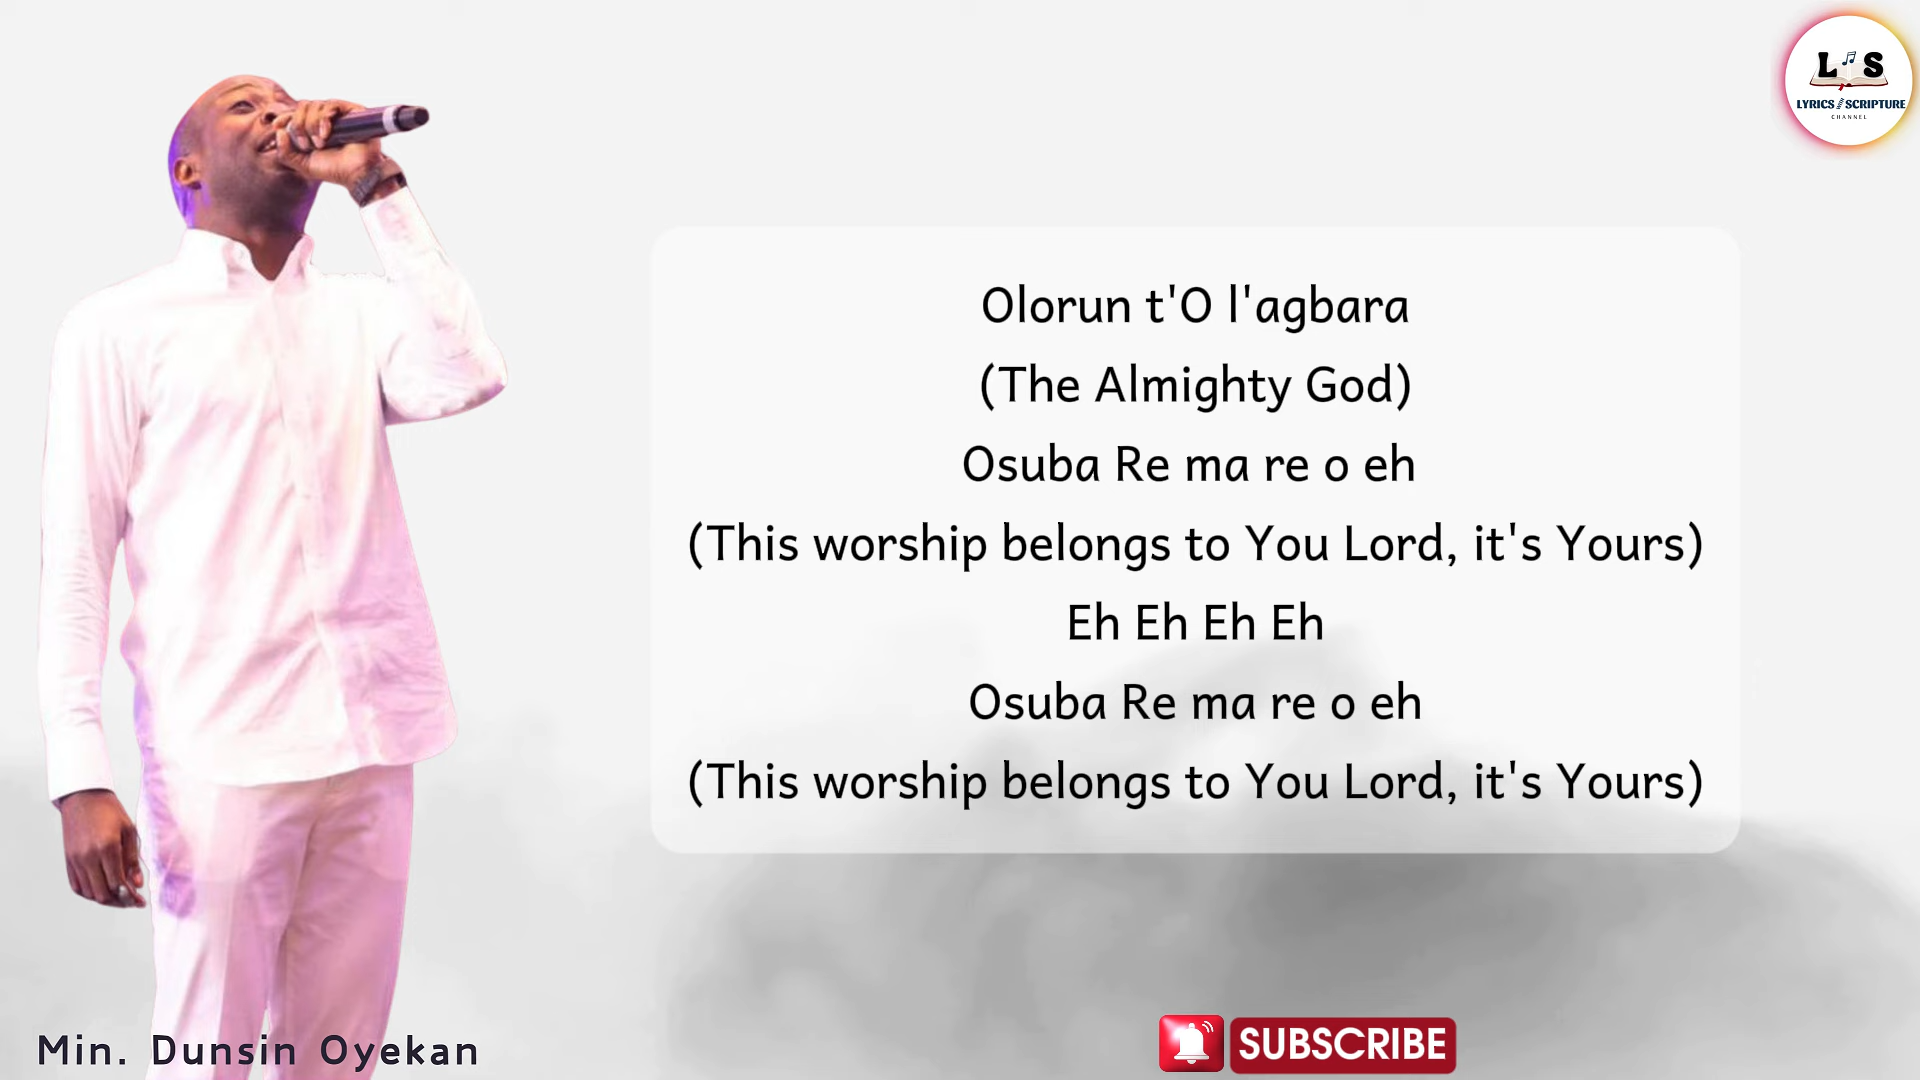 L S
LYRICS SCRIPTURE
CHANNEL
Olorun t'O l'agbara
(The Almighty God)
Osuba Re ma re o eh
(This worship belongs to You Lord, it's Yours)
Eh Eh Eh Eh
Osuba Re ma re o eh
(This worship belongs to You Lord, it's Yours)
Min. Dunsin Oyekan
SUBSCRIBE